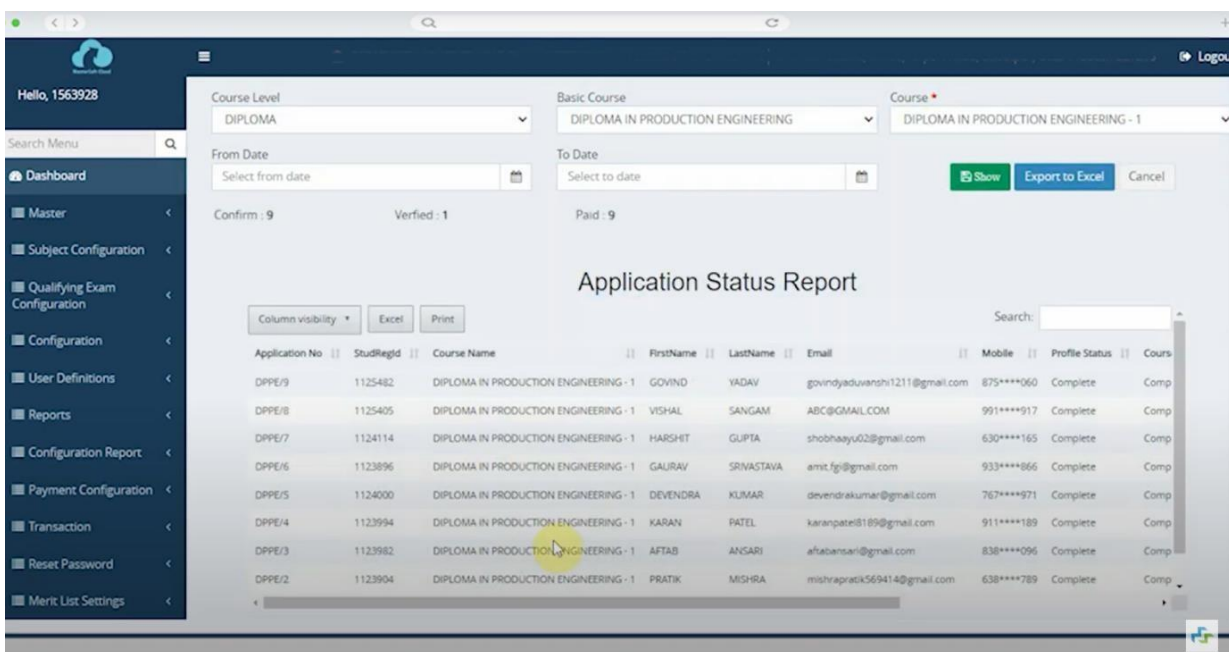 Hello, 1563928
Logou
Search Menu
Dashboard
Master
Subject Configuration
Qualifying Exam
Configuration
Configuration
User Definitions
Reports
Configuration Report
Payment Configuration
Transaction
Reset Password
Merit List Settings
Course Level Basic Course Course *
DIPLOMA DIPLOMA IN PRODUCTION ENGINEERING DIPLOMA IN PRODUCTION ENGINEERING - 1
From Date To Date
Select from date Select to date Show Export to Excel Cancel
Confirm : 9 Verfied : 1 Paid : 9
Application Status Report
Column visibility Excel Print Search:
Application No StudRegId Course Name FirstName LastName Email Mobile Profile Status Cours
DPPE/9 1125482 DIPLOMA IN PRODUCTION ENGINEERING - 1 GOVIND YADAV govindyaduvanshi1211@gmail.com 875****060 Complete Comp
DPPE/8 1125405 DIPLOMA IN PRODUCTION ENGINEERING - 1 VISHAL SANGAM ABC@GMAIL.COM 991****917 Complete Comp
DPPE/7 1124114 DIPLOMA IN PRODUCTION ENGINEERING - 1 HARSHIT GUPTA shobhaayu02@gmail.com 630****165 Complete Comp
DPPE/6 1123896 DIPLOMA IN PRODUCTION ENGINEERING - 1 GAURAV SRIVASTAVA amit.fgi@gmail.com 933****866 Complete Comp
DPPE/5 1124000 DIPLOMA IN PRODUCTION ENGINEERING - 1 DEVENDRA KUMAR devendrakumar@gmail.com 767****971 Complete Comp
DPPE/4 1123994 DIPLOMA IN PRODUCTION ENGINEERING - 1 KARAN PATEL karanpatel8189@gmail.com 911****189 Complete Comp
DPPE/3 1123982 DIPLOMA IN PRODUCTION ENGINEERING - 1 AFTAB ANSARI aftabansari@gmail.com 838****096 Complete Comp
DPPE/2 1123904 DIPLOMA IN PRODUCTION ENGINEERING - 1 PRATIK MISHRA mishrapratik569414@gmail.com 638****789 Complete Comp